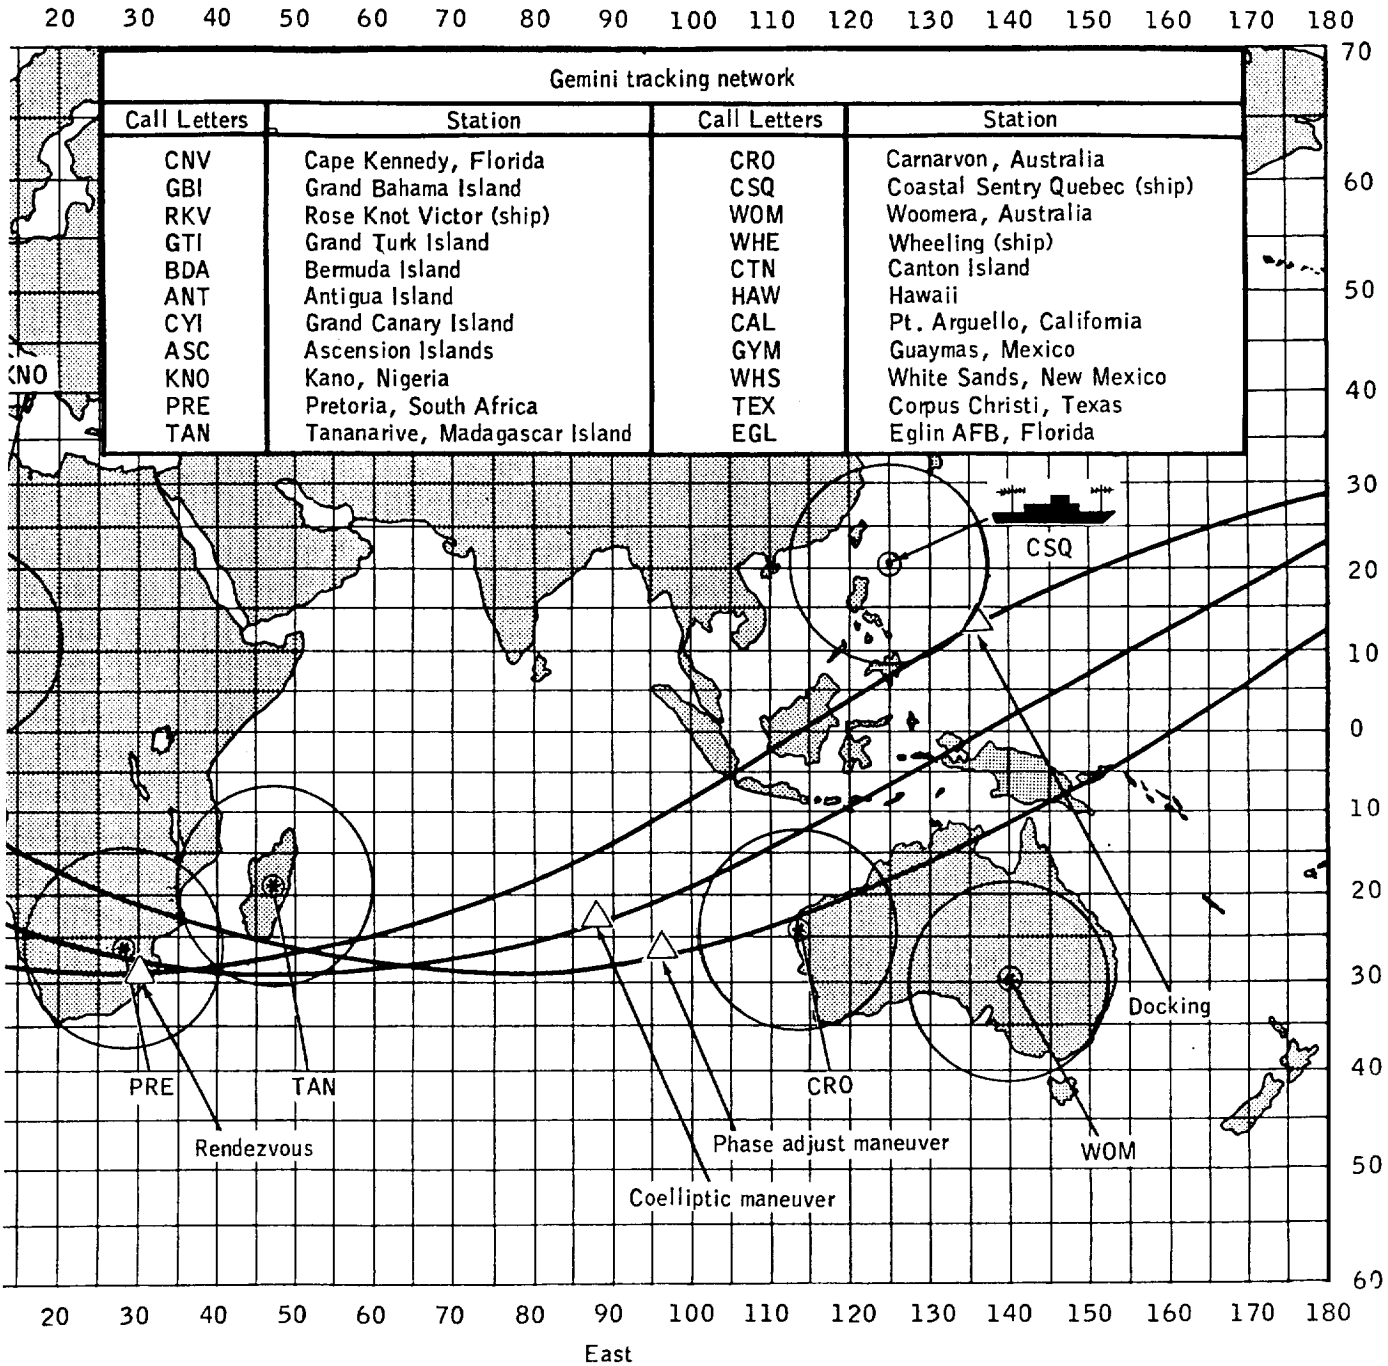 20 30 40 50 60 70 80 90 100 110 120 130 140 150 160 170 180
70
Gemini tracking network
Call Letters Station Call Letters Station
CNV Cape Kennedy, Florida CRO Carnarvon, Australia
GBI Grand Bahama Island CSQ Coastal Sentry Quebec (ship)
60
RKV Rose Knot Victor (ship) WOM Woomera, Australia
GTI Grand Turk Island WHE Wheeling (ship)
BDA Bermuda Island CTN Canton Island
50
ANT Antigua Island HAW Hawaii
CYI Grand Canary Island CAL Pt. Arguello, California
ASC Ascension Islands GYM Guaymas, Mexico
KNO
KNO Kano, Nigeria WHS White Sands, New Mexico
40
PRE Pretoria, South Africa TEX Corpus Christi, Texas
TAN Tananarive, Madagascar Island EGL Eglin AFB, Florida
30
CSQ
20
10
0
10
20
30
Docking
40
PRE TAN CRO
Rendezvous Phase adjust maneuver WOM
50
Coelliptic maneuver
60
20 30 40 50 60 70 80 90 100 110 120 130 140 150 160 170 180
East